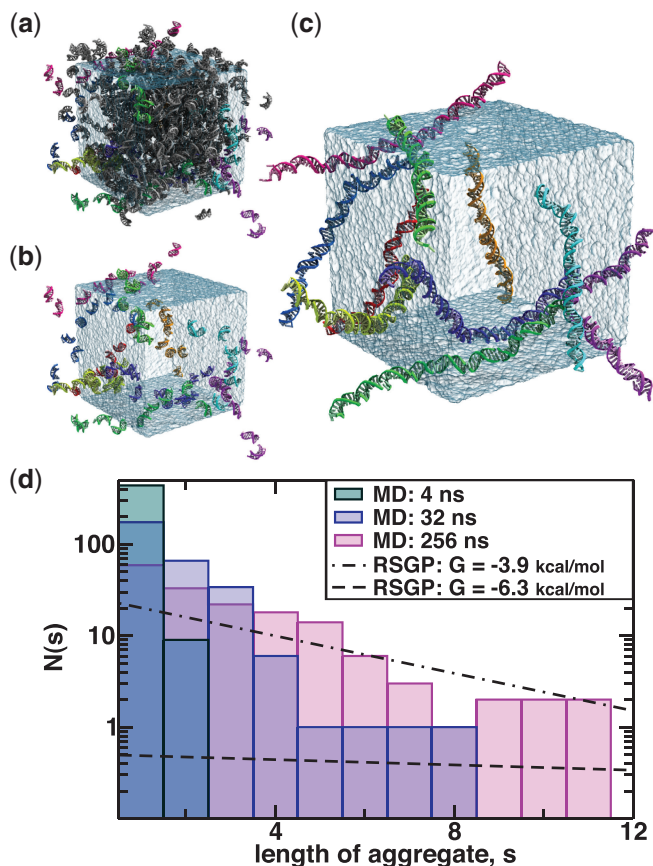 (a)
(c)
(b)
(d)
MD: 4 ns
MD: 32 ns
MD: 256 ns
RSGP: G = -3.9 kcal/mol
RSGP: G = -6.3 kcal/mol
100
10
1
N(s)
4
8
12
length of aggregate, s